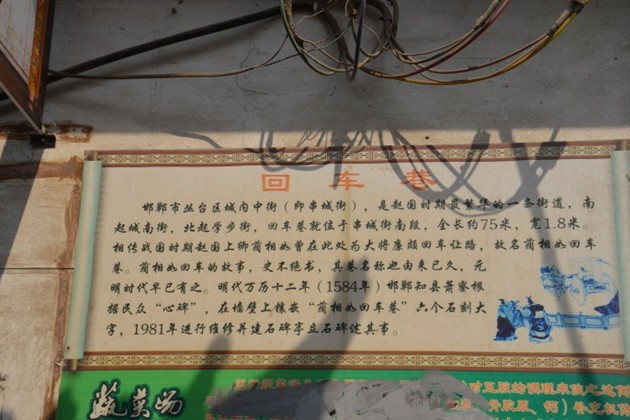 回车巷
邯郸市丛台区城内中街（即串城街），是赵国时期最繁华的一条街道，南
起城南街，北起学步街，回车巷就位于串城街南段，全长约75米，宽1.8米。
相传战国时期赵国上卿蔺相如曾在此处为大将廉颇回车让路，故名蔺相如回车
巷。蔺相如回车的故事，史不绝书，其巷名称也由来已久，元
明时代早已有之。明代万历十二年（1584年）邯郸知县萧察根
据民众“心碑”，在墙壁上镶嵌“蔺相如回车巷”六个石刻大
字，1981年进行维修并建石碑亭立石碑述其事。
蔬菜